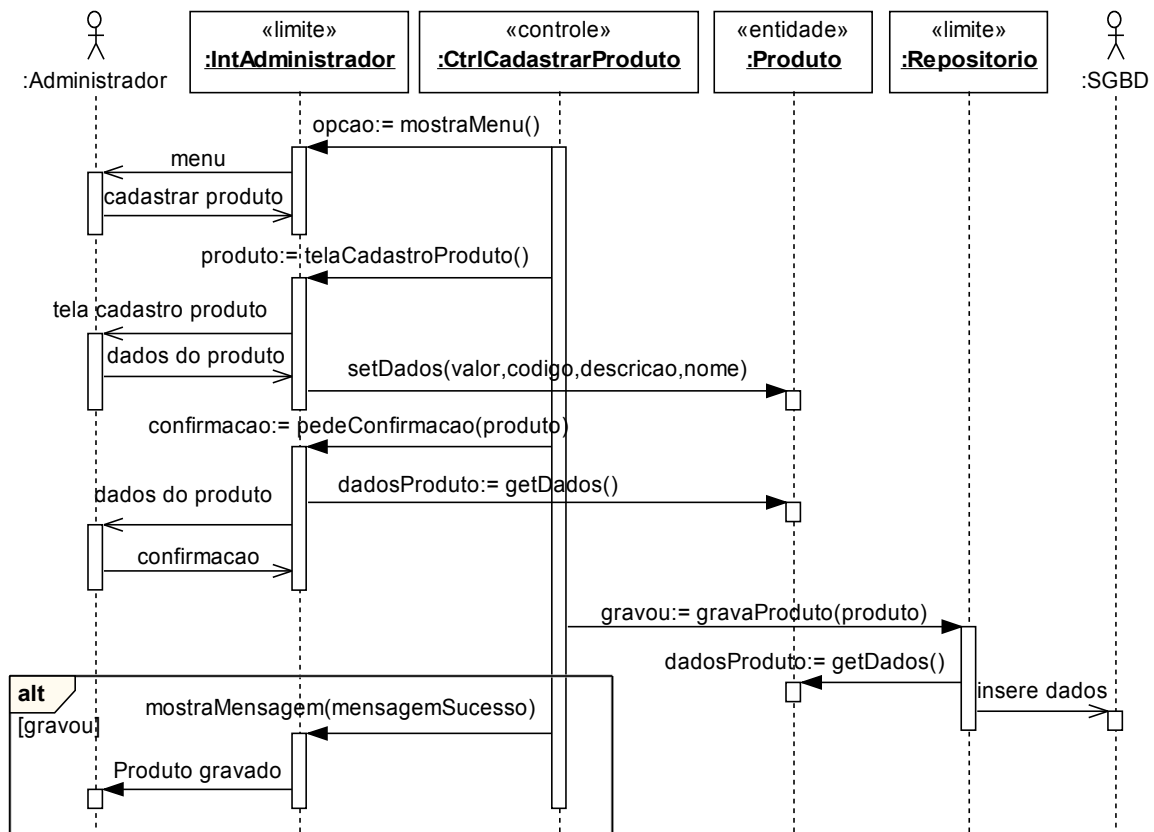 «limite»
:IntAdministrador
«controle»
:CtrlCadastrarProduto
«entidade»
:Produto
«limite»
:Repositorio
:Administrador
:SGBD
opcao:= mostraMenu()
menu
cadastrar produto
produto:= telaCadastroProduto()
tela cadastro produto
dados do produto
setDados(valor,codigo,descricao,nome)
confirmacao:= pedeConfirmacao(produto)
dadosProduto:= getDados()
dados do produto
confirmacao
gravou:= gravaProduto(produto)
dadosProduto:= getDados()
insere dados
alt
[gravou]
mostraMensagem(mensagemSucesso)
Produto gravado